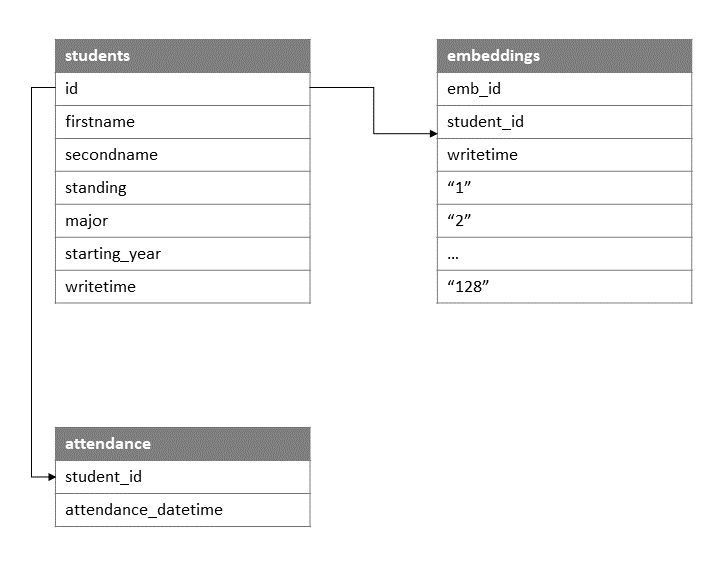 students
id
firstname
secondname
standing
major
starting_year
writetime
embeddings
emb_id
student_id
writetime
“1”
“2”
...
“128”
attendance
student_id
attendance_datetime